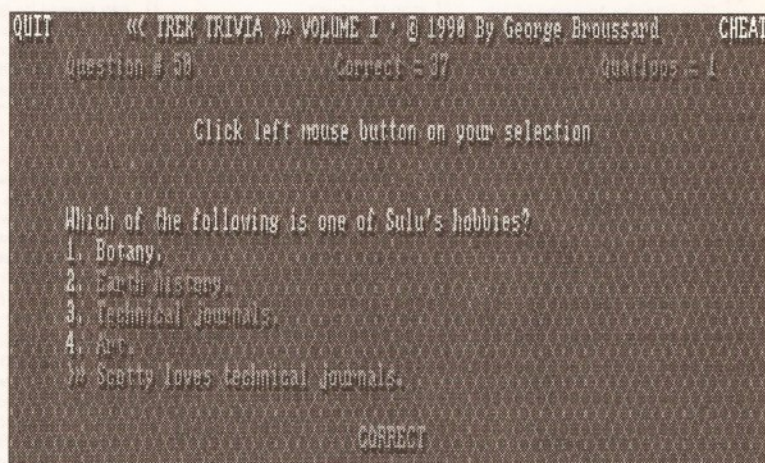 QUIT «< TREK TRIVIA >» VOLUME I · © 1990 By George Broussard CHEAT
Question # 50 Correct = 37 Quatloos = 1
Click left mouse button on your selection
Which of the following is one of Sulu's hobbies?
1. Botany.
2. Earth history.
3. Technical journals.
4. Art.
>» Scotty loves technical journals.
CORRECT